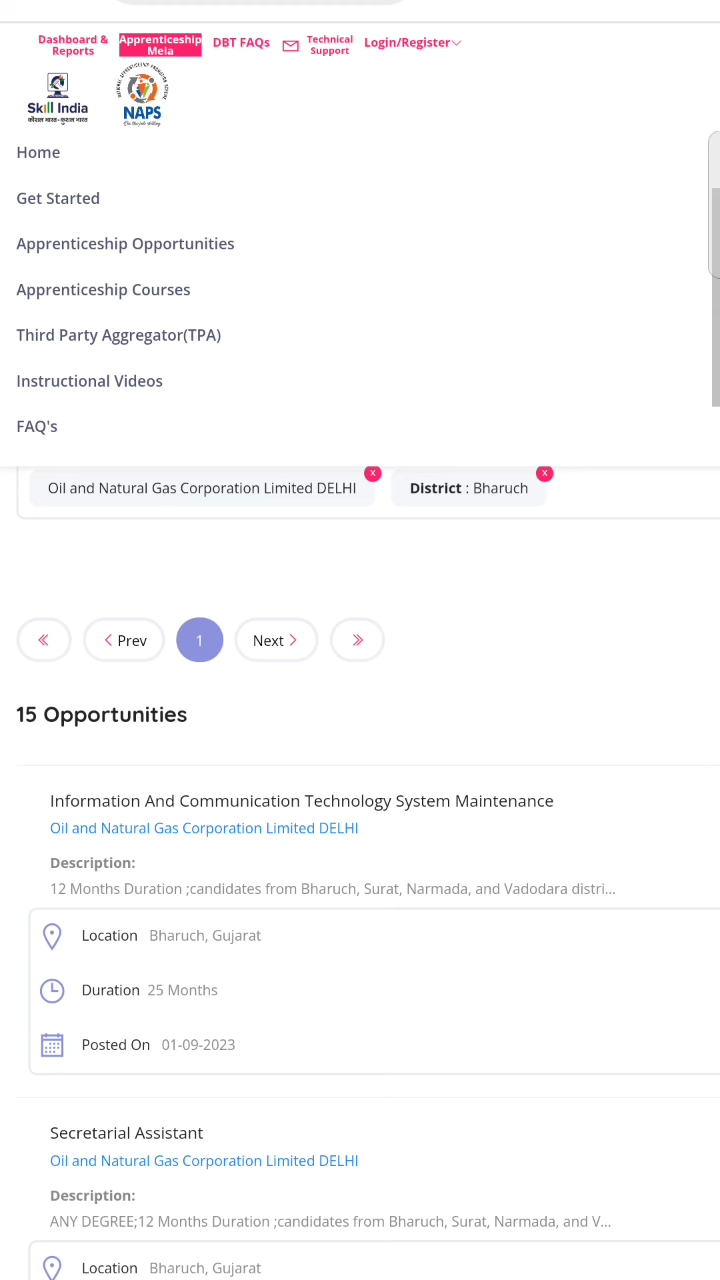 Dashboard & Reports
Apprenticeship Mela
DBT FAQs
Technical Support
Login/Register
Skill India
कौशल भारत-कुशल भारत
NAPS
Home
Get Started
Apprenticeship Opportunities
Apprenticeship Courses
Third Party Aggregator(TPA)
Instructional Videos
FAQ's
Oil and Natural Gas Corporation Limited DELHI x
District : Bharuch x
« < Prev 1 Next > »
15 Opportunities
Information And Communication Technology System Maintenance
Oil and Natural Gas Corporation Limited DELHI
Description:
12 Months Duration ;candidates from Bharuch, Surat, Narmada, and Vadodara distri...
Location Bharuch, Gujarat
Duration 25 Months
Posted On 01-09-2023
Secretarial Assistant
Oil and Natural Gas Corporation Limited DELHI
Description:
ANY DEGREE;12 Months Duration ;candidates from Bharuch, Surat, Narmada, and V...
Location Bharuch, Gujarat